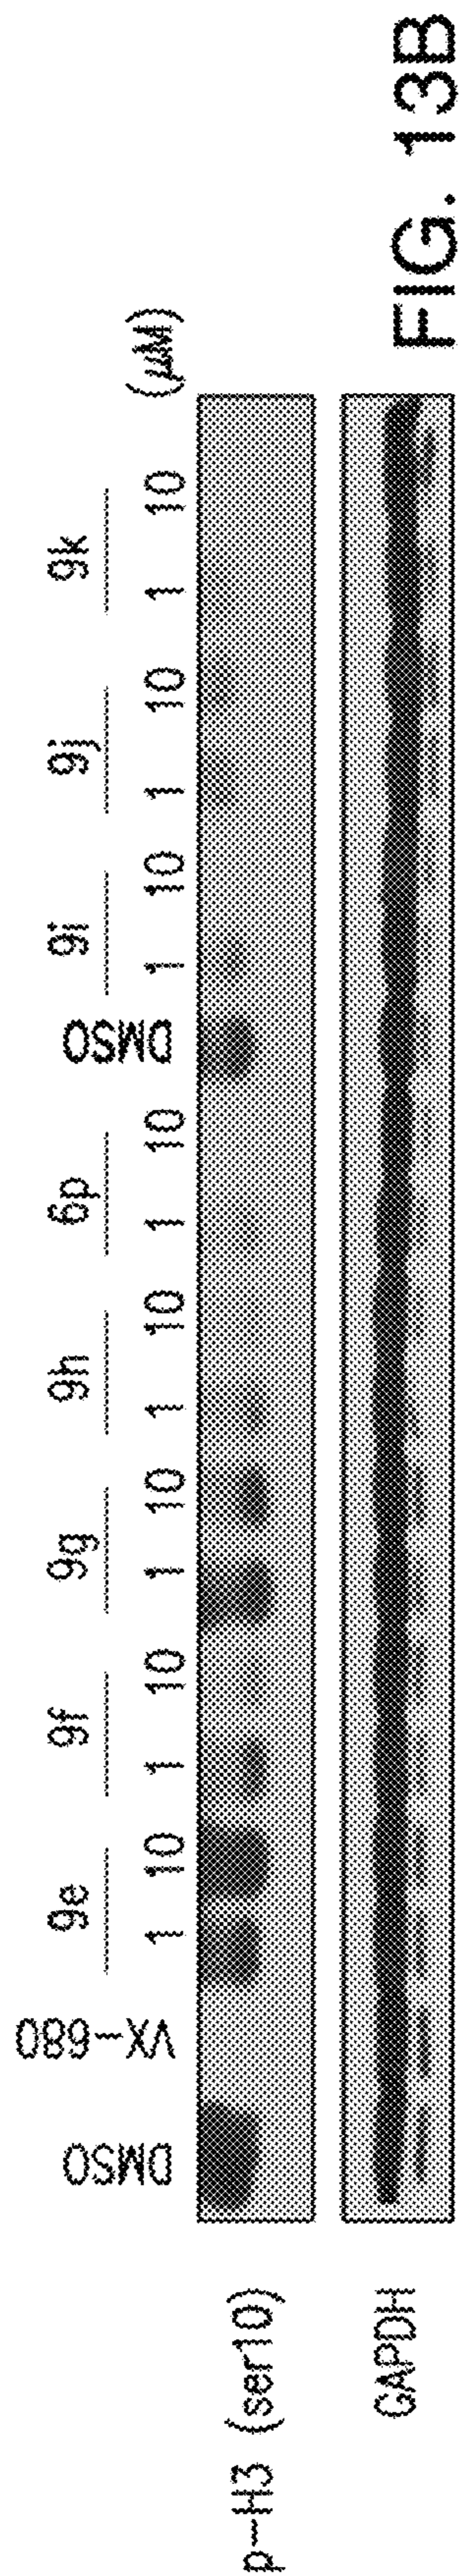 DMSO VX-680 9e 9f 9g 9h 6p DMSO 9i 9j 9k
1 10 1 10 1 10 1 10 1 10 1 10 1 10 1 10 (μM)
p-H3 (ser10)
GAPDH
FIG. 13B